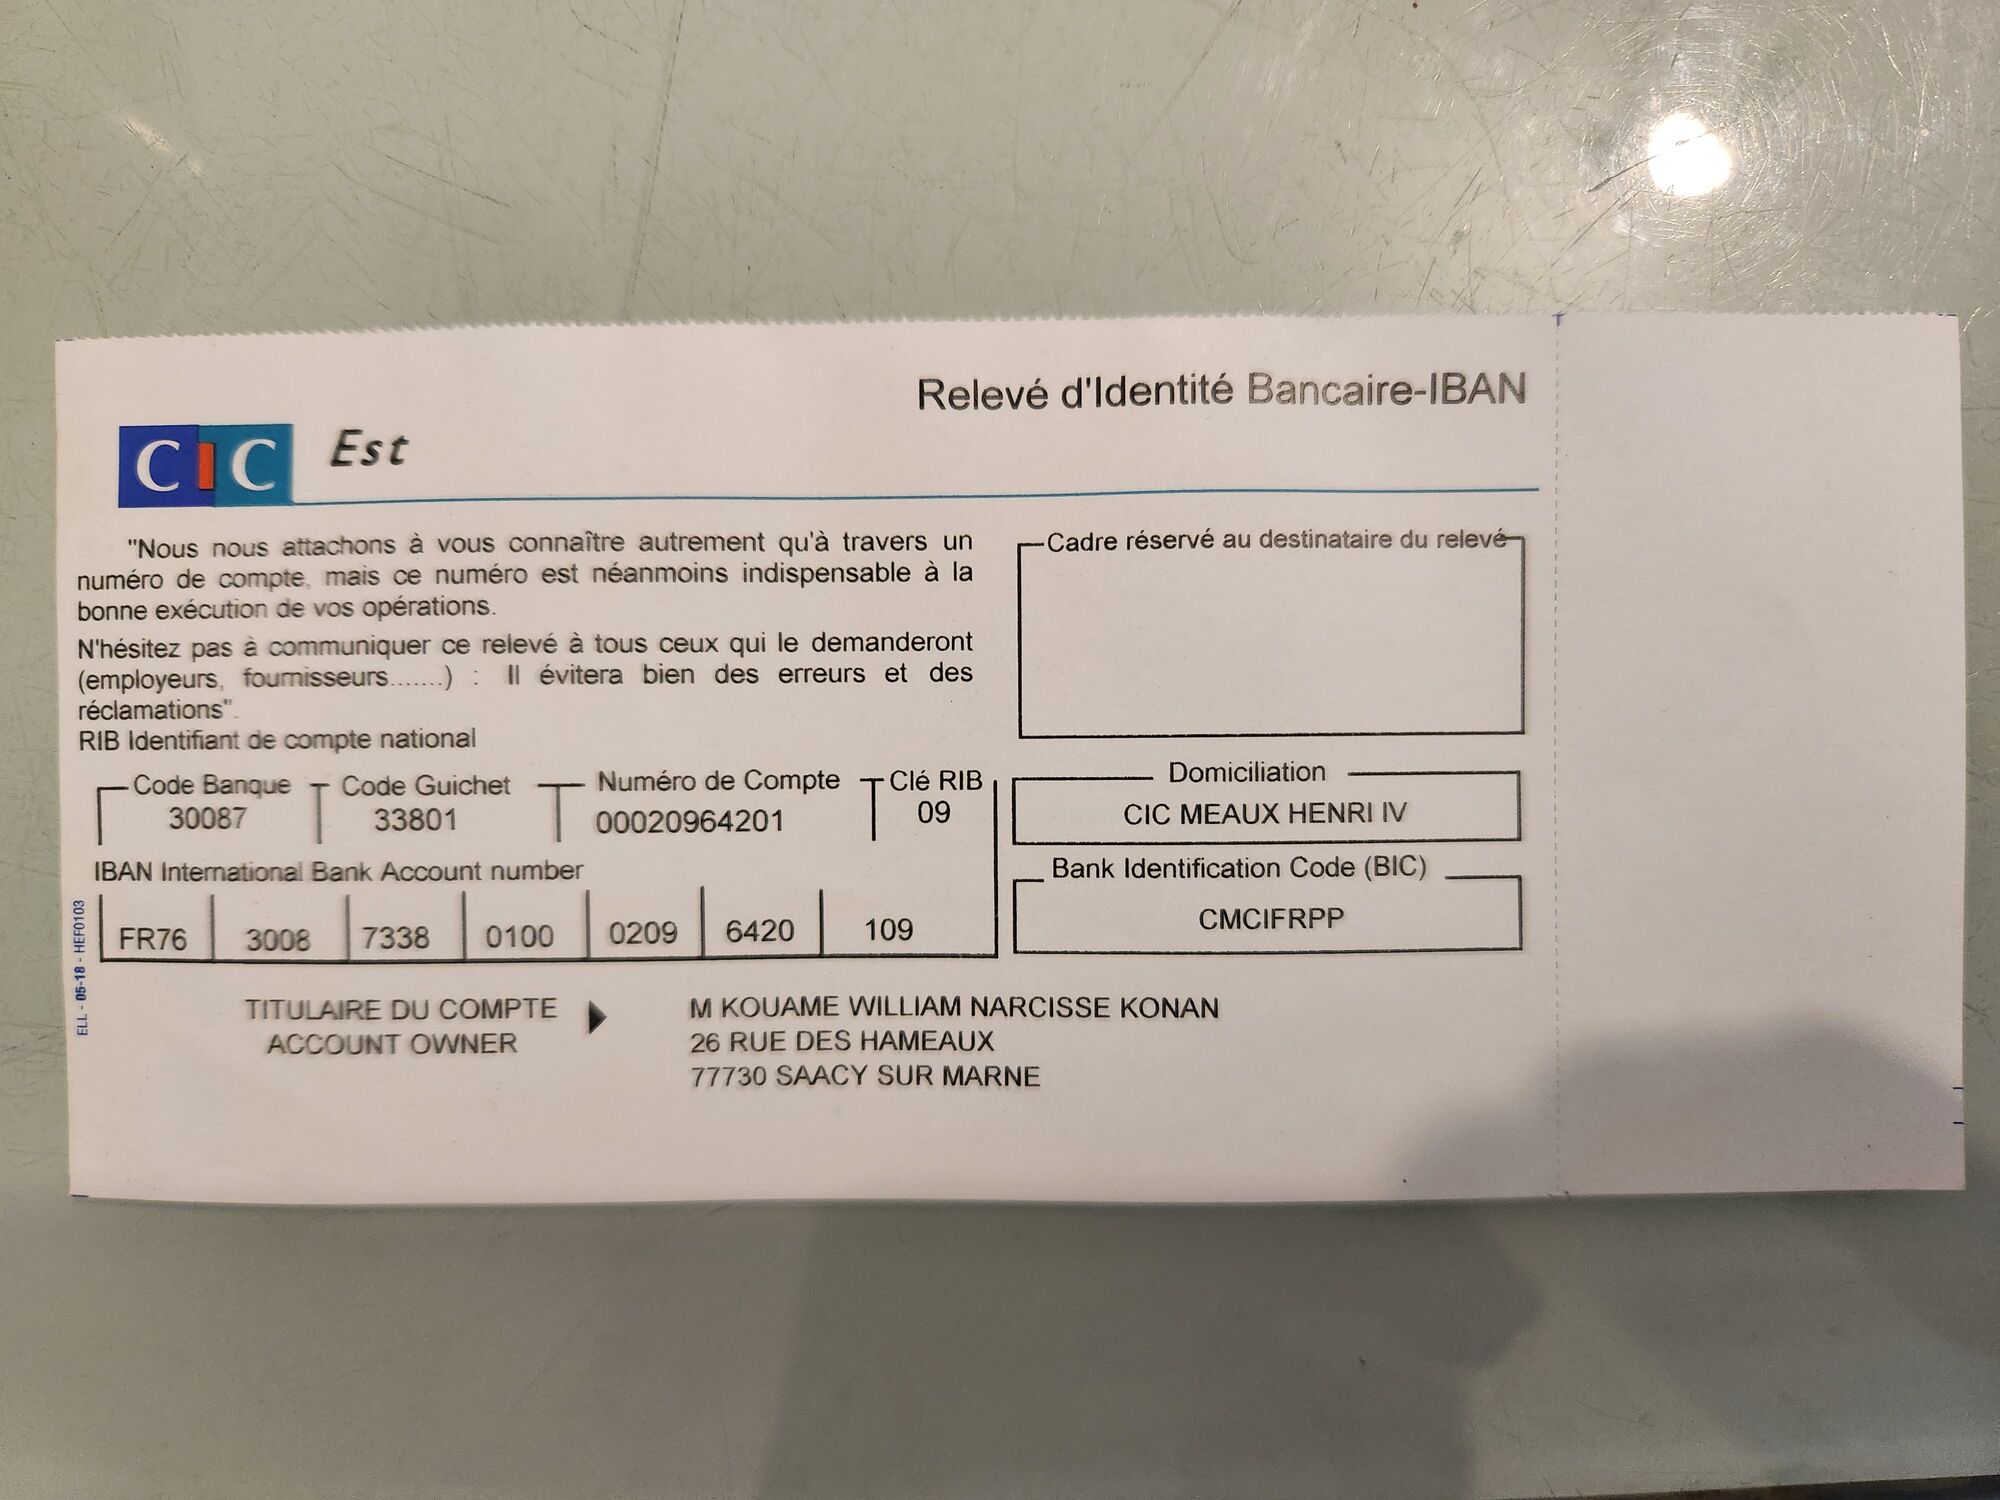 Relevé d'Identité Bancaire-IBAN
CIC Est
"Nous nous attachons à vous connaître autrement qu'à travers un
numéro de compte, mais ce numéro est néanmoins indispensable à la
bonne exécution de vos opérations.
N'hésitez pas à communiquer ce relevé à tous ceux qui le demanderont
(employeurs, fournisseurs.......) : Il évitera bien des erreurs et des
réclamations".
Cadre réservé au destinataire du relevé
RIB Identifiant de compte national
Code Banque Code Guichet Numéro de Compte Clé RIB
30087 33801 00020964201 09
Domiciliation
CIC MEAUX HENRI IV
IBAN International Bank Account number
FR76 3008 7338 0100 0209 6420 109
Bank Identification Code (BIC)
CMCIFRPP
ELL - 05-18 - HEF0103
TITULAIRE DU COMPTE M KOUAME WILLIAM NARCISSE KONAN
ACCOUNT OWNER 26 RUE DES HAMEAUX
77730 SAACY SUR MARNE